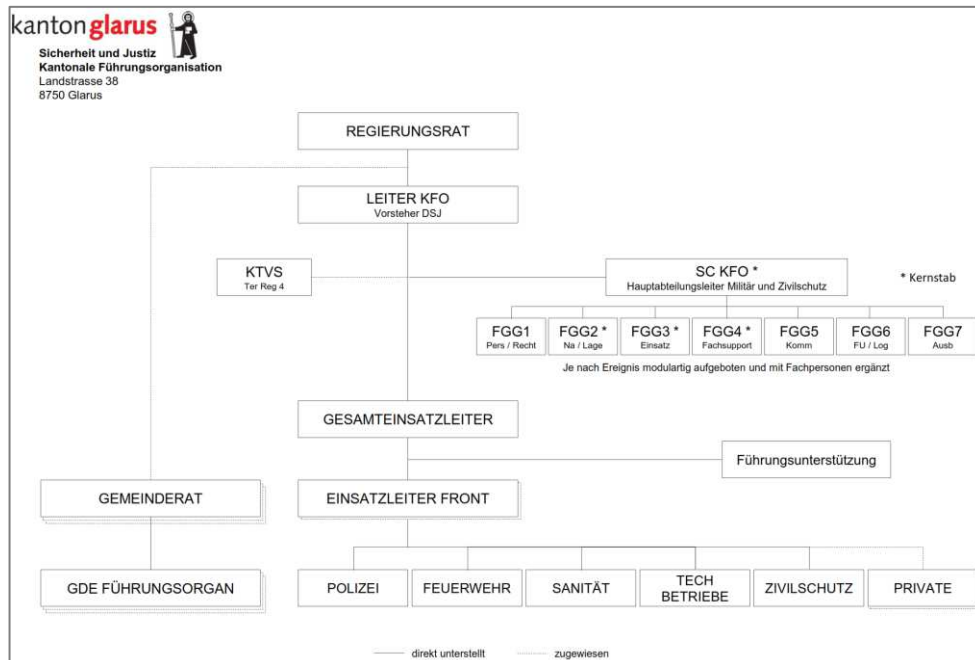 kanton glarus
Sicherheit und Justiz
Kantonale Führungsorganisation
Landstrasse 38
8750 Glarus
REGIERUNGSRAT
LEITER KFO
Vorsteher DSJ
KTVS
Ter Reg 4
SC KFO *
Hauptabteilungsleiter Militär und Zivilschutz
* Kernstab
FGG1
Pers / Recht
FGG2 *
Na / Lage
FGG3 *
Einsatz
FGG4 *
Fachsupport
FGG5
Komm
FGG6
FU / Log
FGG7
Ausb
Je nach Ereignis modulartig aufgeboten und mit Fachpersonen ergänzt
GESAMTEINSATZLEITER
Führungsunterstützung
GEMEINDERAT
EINSATZLEITER FRONT
GDE FÜHRUNGSORGAN
POLIZEI
FEUERWEHR
SANITÄT
TECH
BETRIEBE
ZIVILSCHUTZ
PRIVATE
direkt unterstellt
zugewiesen